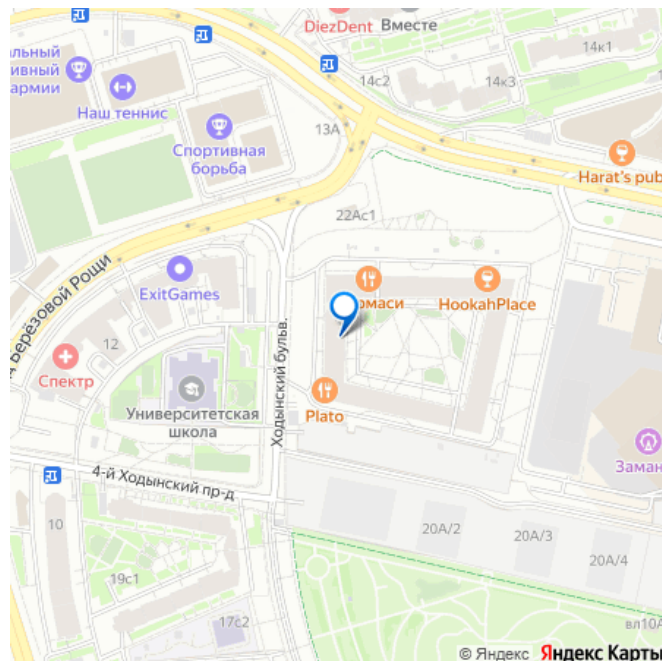 DiezDent
Вместе
альный
ивный
армии
14с2
14к1
14к3
Наш теннис
13А
Спортивная
борьба
Harat's pub
22Ас1
Берёзовой Рощи
ExitGames
омаси
HookahPlace
12
Спектр
Ходынский бульв.
Университетская
школа
Plato
Заман
4-й Ходынский пр-д
10
20А/2
20А/3
20А/4
19с1
17с2
вл10А
© Яндекс Яндекс Карты